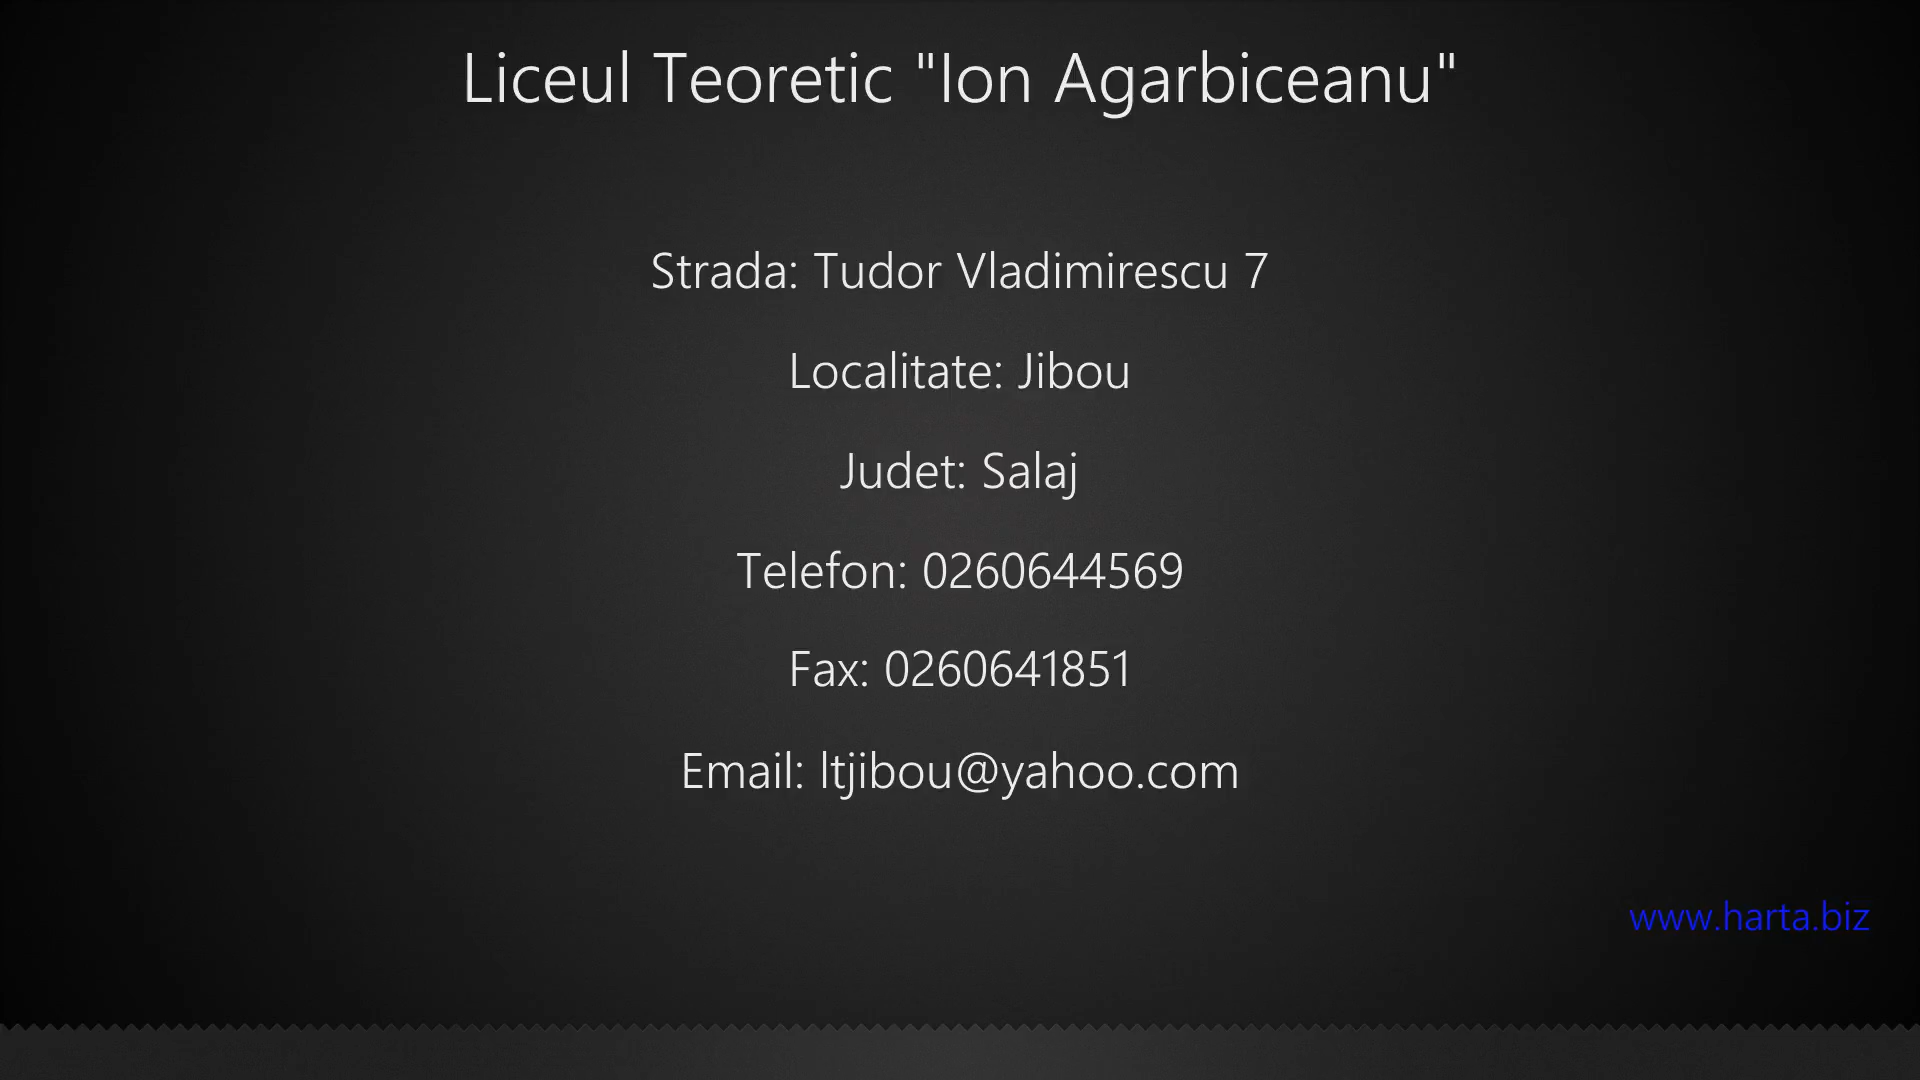 Liceul Teoretic "Ion Agarbiceanu"
Strada: Tudor Vladimirescu 7
Localitate: Jibou
Judet: Salaj
Telefon: 0260644569
Fax: 0260641851
Email: ltjibou@yahoo.com
www.harta.biz